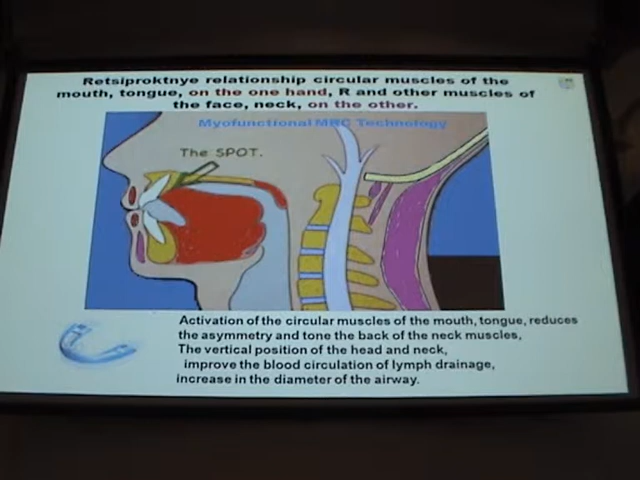 Retsiproktnye relationship circular muscles of the
mouth, tongue, on the one hand, R and other muscles of
the face, neck, on the other.
Myofunctional MRC Technology
The SPOT.
Activation of the circular muscles of the mouth, tongue, reduces
the asymmetry and tone the back of the neck muscles,
The vertical position of the head and neck,
improve the blood circulation of lymph drainage,
increase in the diameter of the airway.